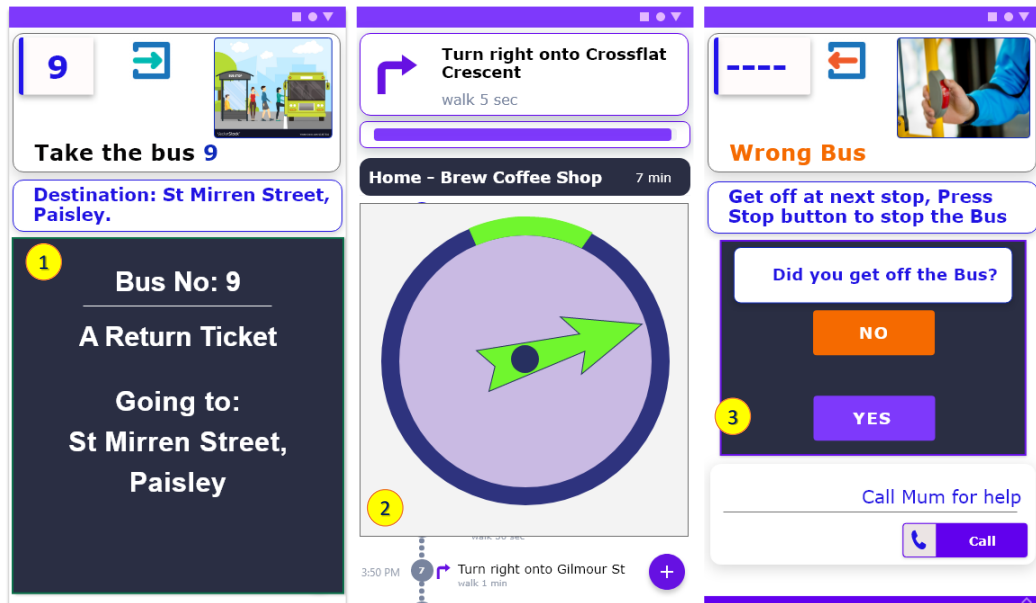 9
Take the bus 9
Destination: St Mirren Street,
Paisley.
1
Bus No: 9
A Return Ticket
Going to:
St Mirren Street,
Paisley
Turn right onto Crossflat
Crescent
walk 5 sec
Home - Brew Coffee Shop 7 min
2
3:50 PM 7 Turn right onto Gilmour St
walk 1 min
+
----
Wrong Bus
Get off at next stop, Press
Stop button to stop the Bus
Did you get off the Bus?
NO
3
YES
Call Mum for help
Call